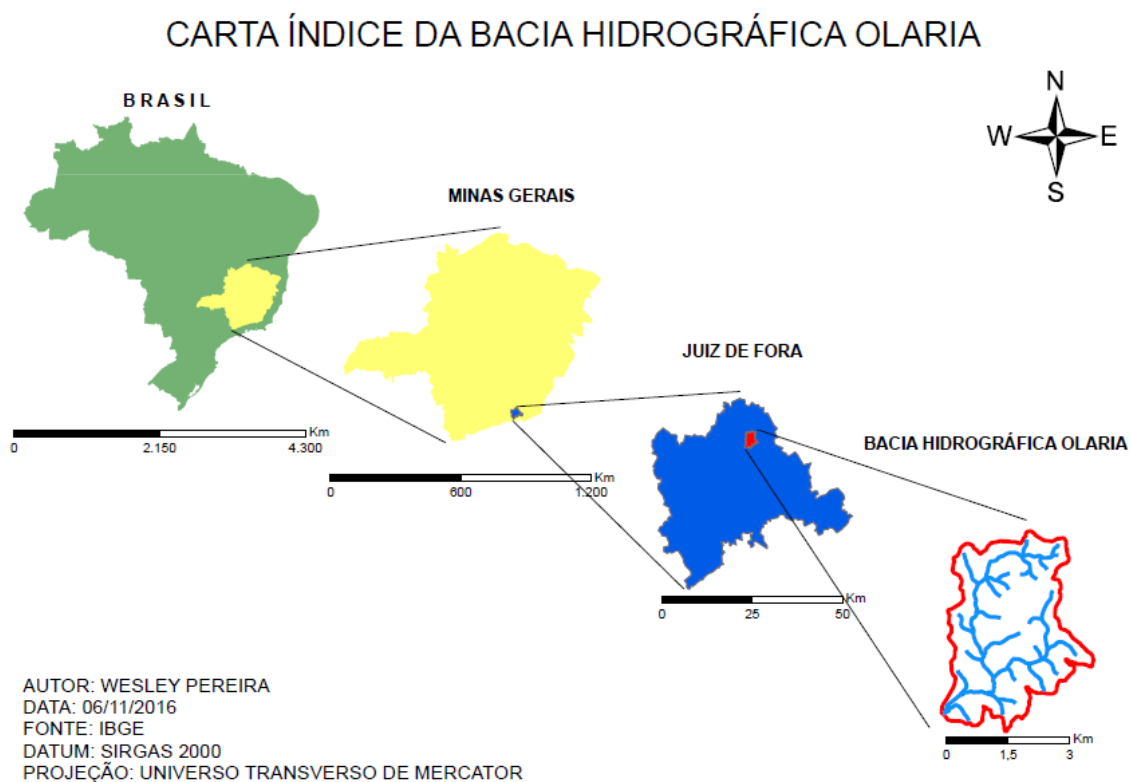 CARTA ÍNDICE DA BACIA HIDROGRÁFICA OLARIA
BRASIL
N
W E
S
MINAS GERAIS
JUIZ DE FORA
BACIA HIDROGRÁFICA OLARIA
Km
0 2.150 4.300
Km
0 600 1.200
Km
0 25 50
Km
0 1,5 3
AUTOR: WESLEY PEREIRA
DATA: 06/11/2016
FONTE: IBGE
DATUM: SIRGAS 2000
PROJEÇÃO: UNIVERSO TRANSVERSO DE MERCATOR